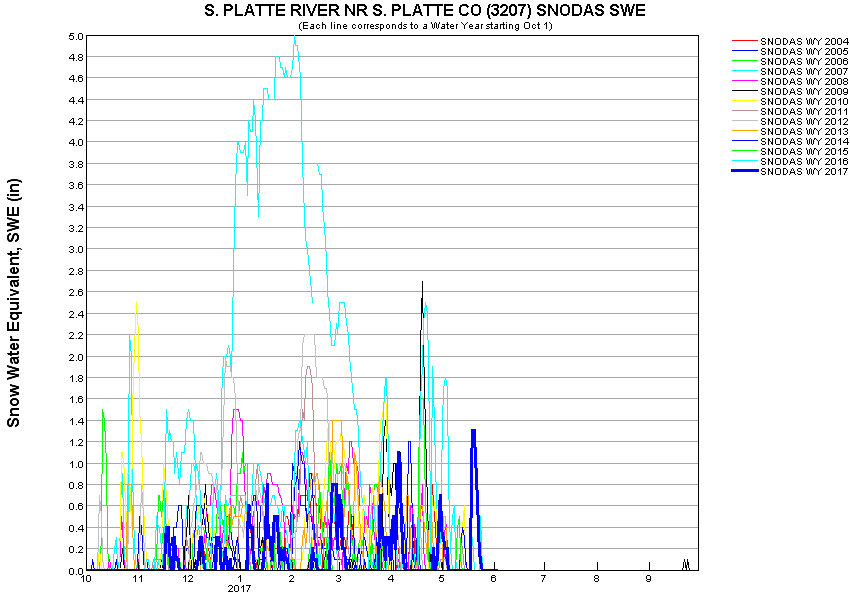 S. PLATTE RIVER NR S. PLATTE CO (3207) SNODAS SWE
(Each line corresponds to a Water Year starting Oct 1)
Snow Water Equivalent, SWE (in)
5.0
4.8
4.6
4.4
4.2
4.0
3.8
3.6
3.4
3.2
3.0
2.8
2.6
2.4
2.2
2.0
1.8
1.6
1.4
1.2
1.0
0.8
0.6
0.4
0.2
0.0
10 11 12 1 2 3 4 5 6 7 8 9
2017
SNODAS WY 2004
SNODAS WY 2005
SNODAS WY 2006
SNODAS WY 2007
SNODAS WY 2008
SNODAS WY 2009
SNODAS WY 2010
SNODAS WY 2011
SNODAS WY 2012
SNODAS WY 2013
SNODAS WY 2014
SNODAS WY 2015
SNODAS WY 2016
SNODAS WY 2017